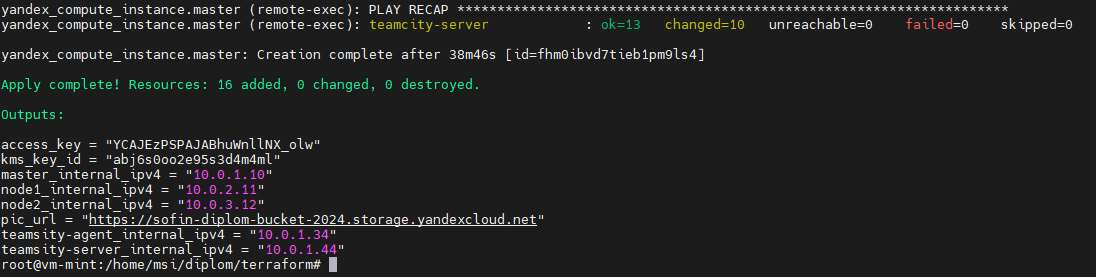 yandex_compute_instance.master (remote-exec): PLAY RECAP *********************************************************************
yandex_compute_instance.master (remote-exec): teamcity-server            : ok=13   changed=10   unreachable=0    failed=0    skipped=0
yandex_compute_instance.master: Creation complete after 38m46s [id=fhm0ibvd7tieb1pm9ls4]
Apply complete! Resources: 16 added, 0 changed, 0 destroyed.
Outputs:
access_key = "YCAJEzPSPAJABhuWnllNX_olw"
kms_key_id = "abj6s0oo2e95s3d4m4ml"
master_internal_ipv4 = "10.0.1.10"
node1_internal_ipv4 = "10.0.2.11"
node2_internal_ipv4 = "10.0.3.12"
pic_url = "https://sofin-diplom-bucket-2024.storage.yandexcloud.net"
teamsity-agent_internal_ipv4 = "10.0.1.34"
teamsity-server_internal_ipv4 = "10.0.1.44"
root@vm-mint:/home/msi/diplom/terraform#